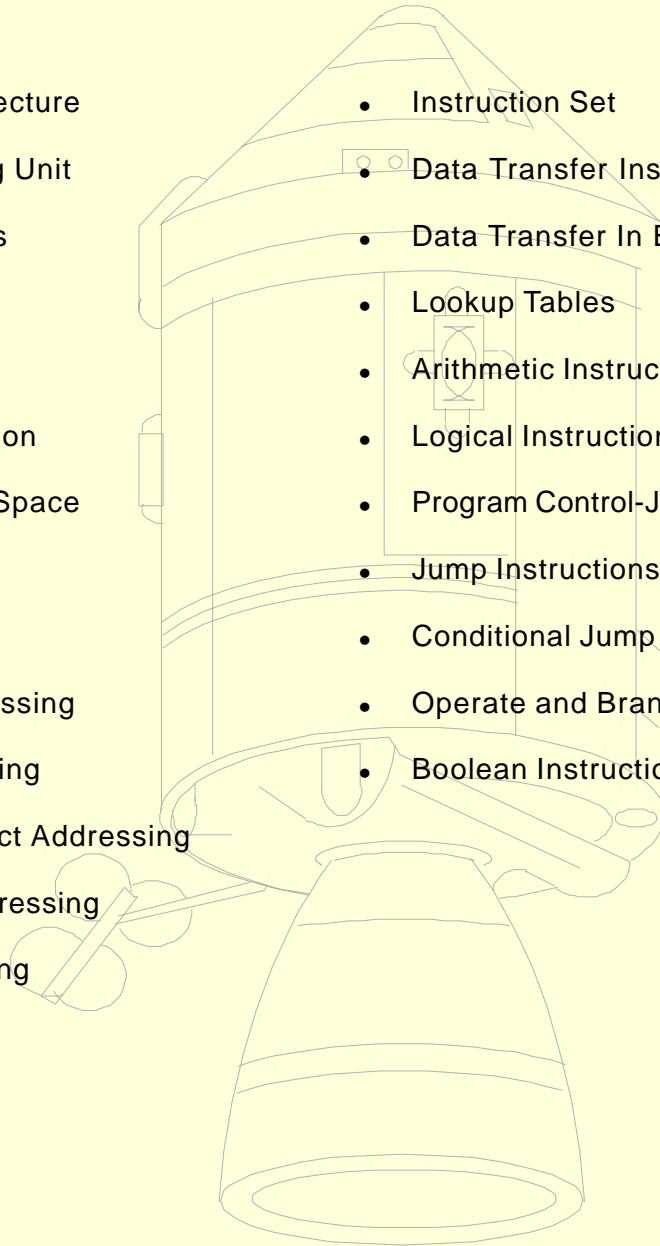 ecture
g Unit
s
on
Space
ssing
ing
ct Addressing
ressing
ng
• Instruction Set
• Data Transfer Ins
• Data Transfer In E
• Lookup Tables
• Arithmetic Instruc
• Logical Instruction
• Program Control-J
• Jump Instructions
• Conditional Jump
• Operate and Bran
• Boolean Instructio